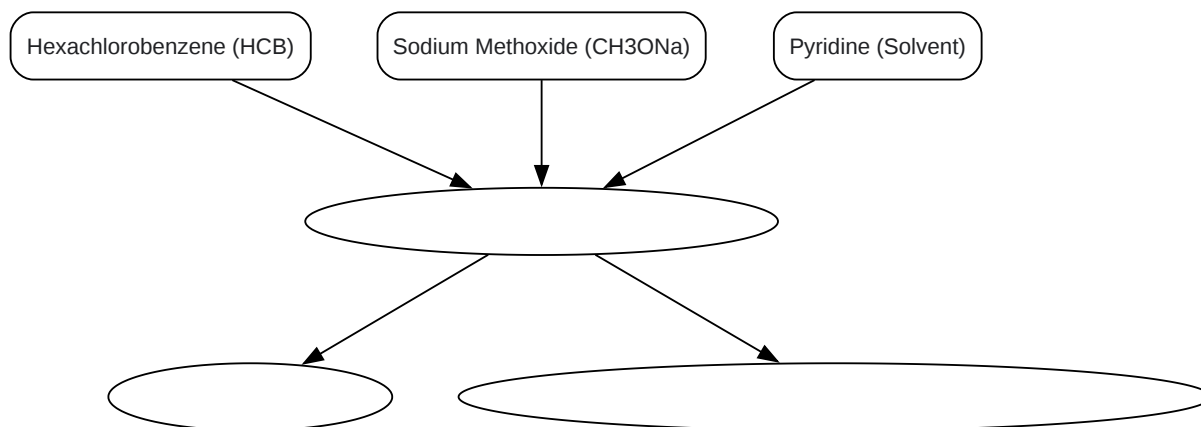 Hexachlorobenzene (HCB)
Sodium Methoxide (CH3ONa)
Pyridine (Solvent)